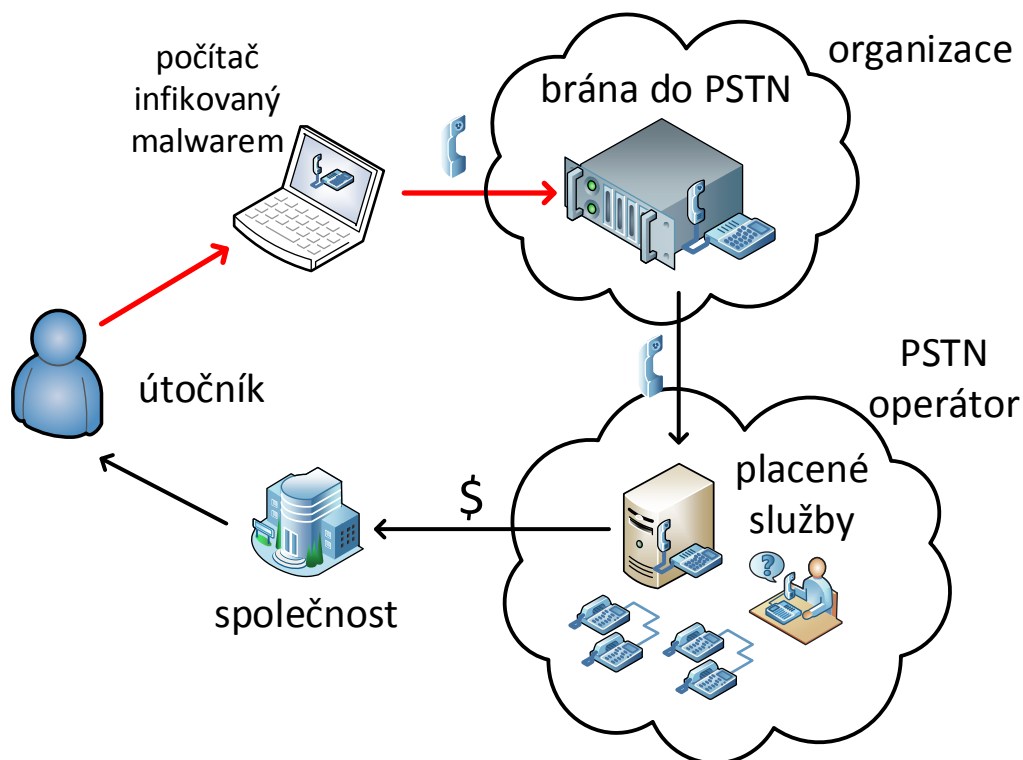 počítač
infikovaný
malwarem
organizace
brána do PSTN
útočník
PSTN
operátor
placené
služby
$
společnost